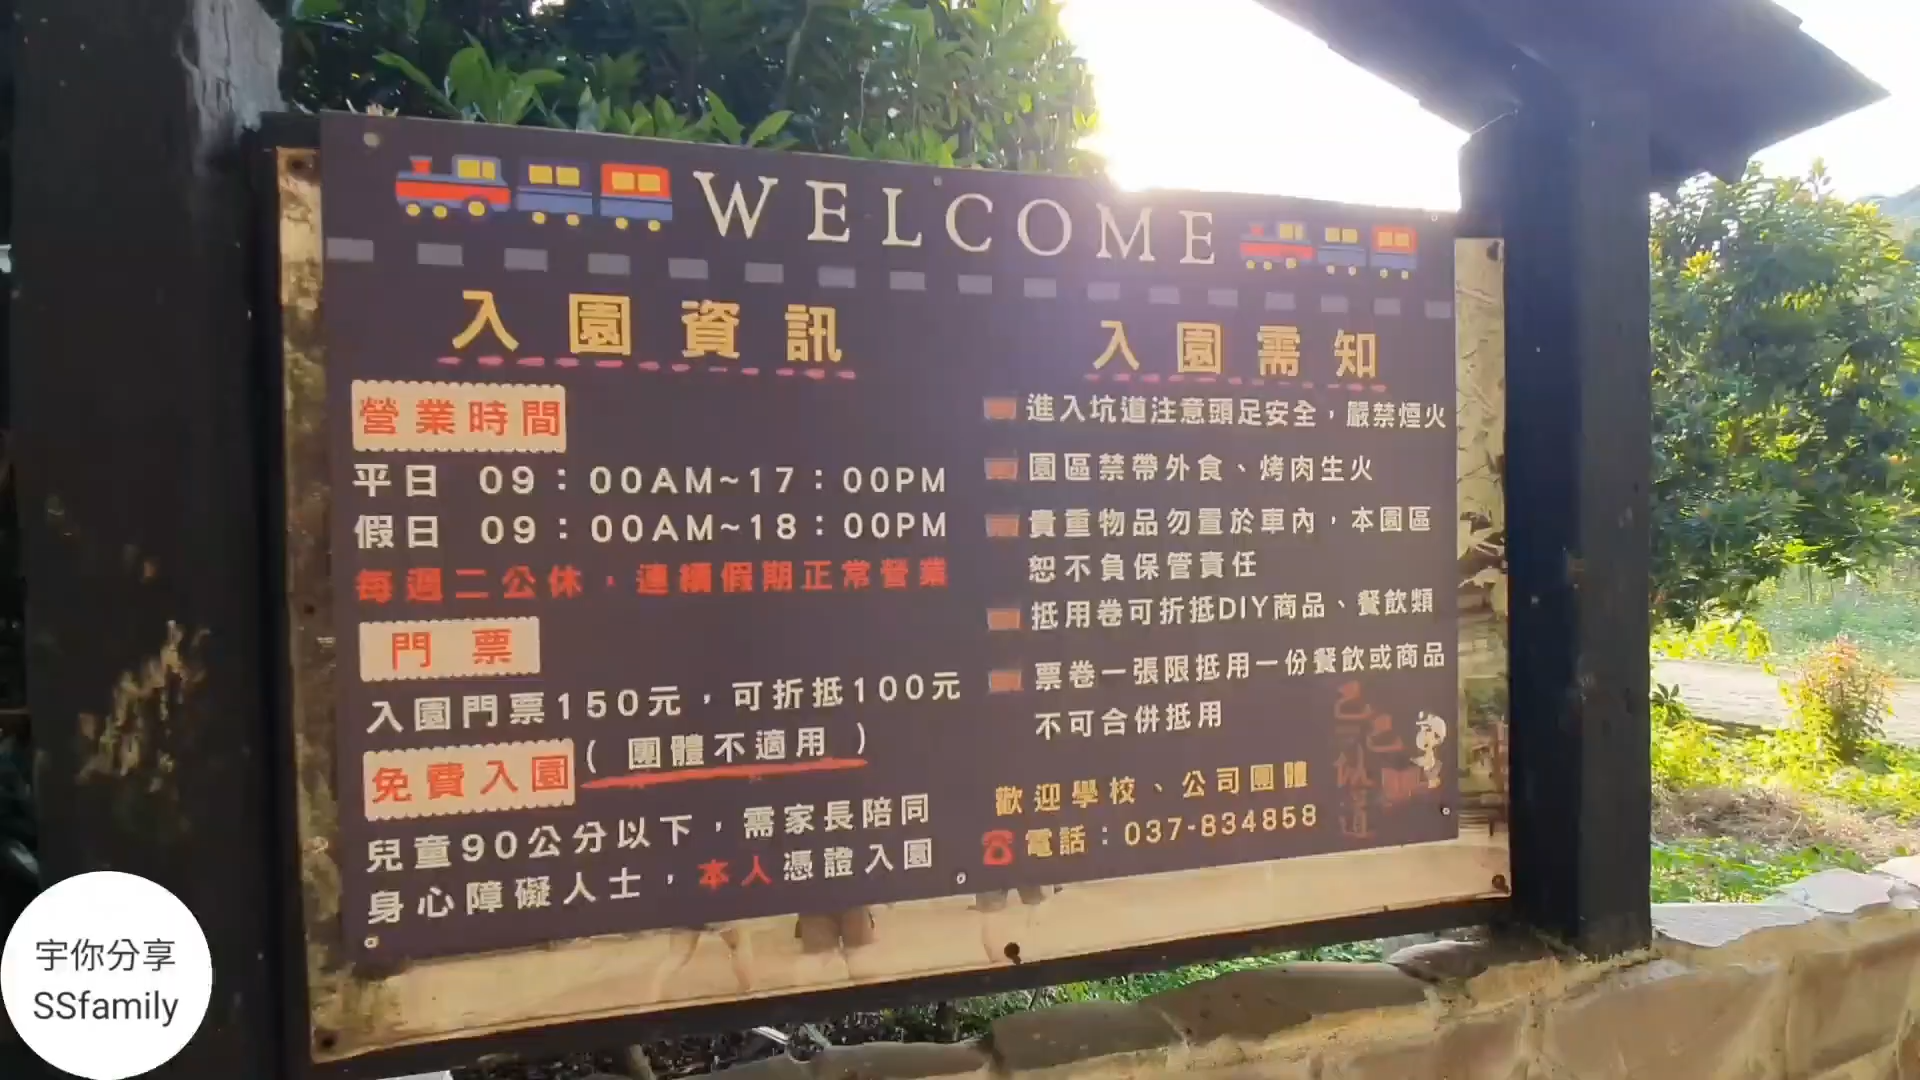 WELCOME
入園資訊
營業時間
平日 09：00AM~17：00PM
假日 09：00AM~18：00PM
每週二公休，連續假期正常營業
門票
入園門票150元，可折抵100元
(團體不適用)
免費入園
兒童90公分以下，需家長陪同
身心障礙人士，本人憑證入園
入園需知
進入坑道注意頭足安全，嚴禁煙火
園區禁帶外食、烤肉生火
貴重物品勿置於車內，本園區
恕不負保管責任
抵用卷可折抵DIY商品、餐飲類
票卷一張限抵用一份餐飲或商品
不可合併抵用
歡迎學校、公司團體
電話：037-834858
宇你分享
SSfamily